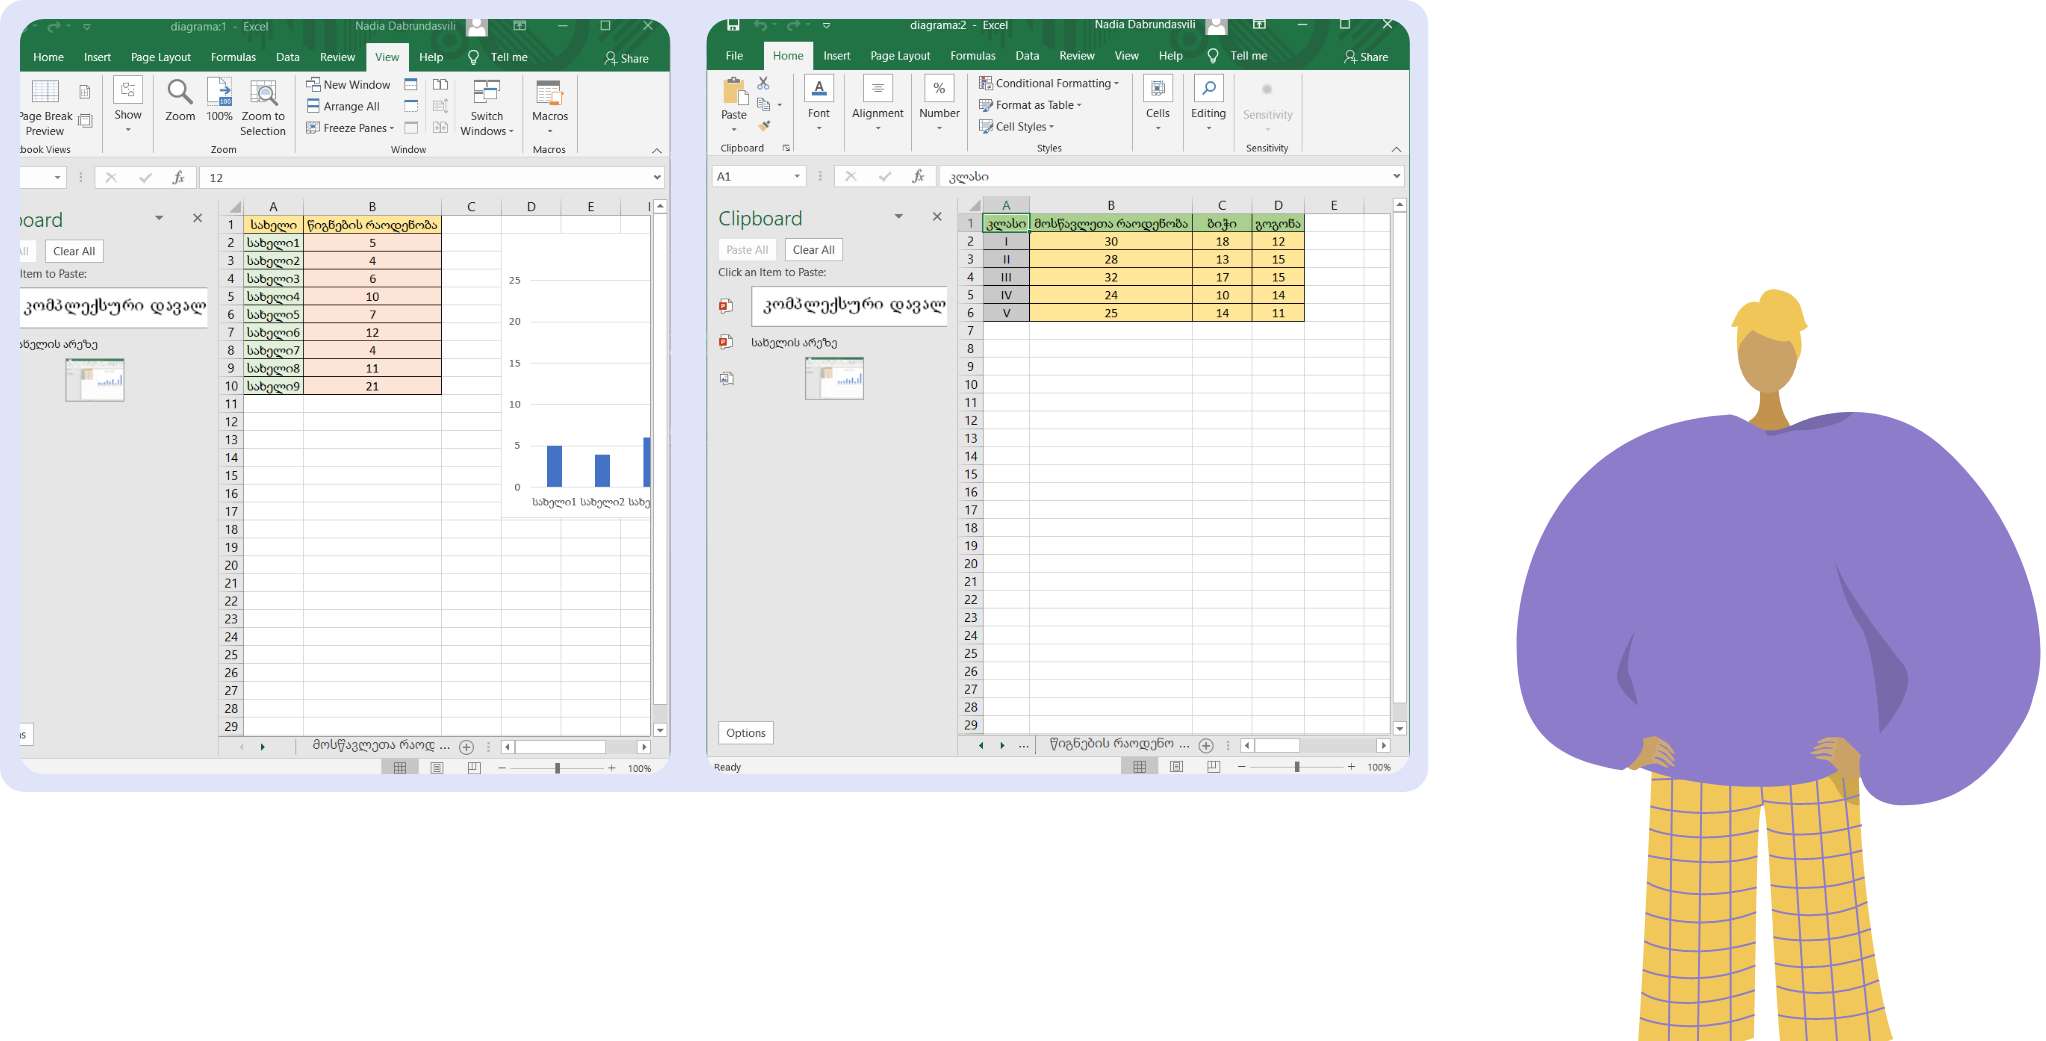 diagrama:1 - Excel
Nadia Dabrundasvili
Home Insert Page Layout Formulas Data Review View Help Tell me Share
Page Break Preview
Show
Zoom
100%
Zoom to Selection
New Window
Arrange All
Freeze Panes
Switch Windows
Macros
book Views Zoom Window Macros
12
board
Clear All
Item to Paste:
კომპლექსური დავალ
სახელის არეზე
A B C D E
1 სახელი წიგნების რაოდენობა
2 სახელი1 5
3 სახელი2 4
4 სახელი3 6
5 სახელი4 10
6 სახელი5 7
7 სახელი6 12
8 სახელი7 4
9 სახელი8 11
10 სახელი9 21
11
12
13
14
15
16
17
18
19
20
21
22
23
24
25
26
27
28
29
25
20
15
10
5
0
სახელი1 სახელი2 სახე
მოსწავლეთა რაოდ ...
100%
diagrama:2 - Excel
Nadia Dabrundasvili
File Home Insert Page Layout Formulas Data Review View Help Tell me Share
Paste
Font
Alignment
Number
%
Conditional Formatting
Format as Table
Cell Styles
Cells
Editing
Sensitivity
Clipboard Styles Sensitivity
A1 კლასი
Clipboard
Paste All Clear All
Click an Item to Paste:
კომპლექსური დავალ
სახელის არეზე
Options
A B C D E
1 კლასი მოსწავლეთა რაოდენობა ბიჭი გოგონა
2 I 30 18 12
3 II 28 13 15
4 III 32 17 15
5 IV 24 10 14
6 V 25 14 11
7
8
9
10
11
12
13
14
15
16
17
18
19
20
21
22
23
24
25
26
27
28
29
... წიგნების რაოდენო ...
Ready
100%